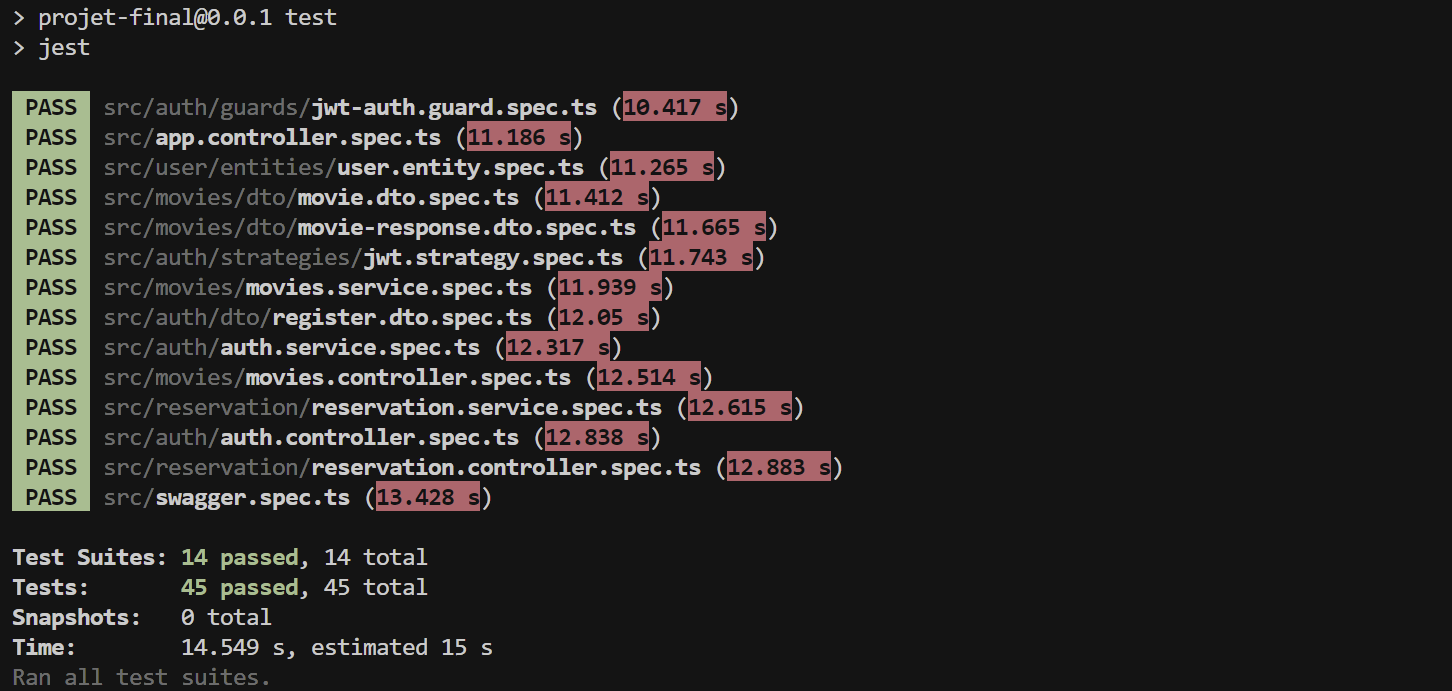 > projet-final@0.0.1 test
> jest
PASS src/auth/guards/jwt-auth.guard.spec.ts (10.417 s)
PASS src/app.controller.spec.ts (11.186 s)
PASS src/user/entities/user.entity.spec.ts (11.265 s)
PASS src/movies/dto/movie.dto.spec.ts (11.412 s)
PASS src/movies/dto/movie-response.dto.spec.ts (11.665 s)
PASS src/auth/strategies/jwt.strategy.spec.ts (11.743 s)
PASS src/movies/movies.service.spec.ts (11.939 s)
PASS src/auth/dto/register.dto.spec.ts (12.05 s)
PASS src/auth/auth.service.spec.ts (12.317 s)
PASS src/movies/movies.controller.spec.ts (12.514 s)
PASS src/reservation/reservation.service.spec.ts (12.615 s)
PASS src/auth/auth.controller.spec.ts (12.838 s)
PASS src/reservation/reservation.controller.spec.ts (12.883 s)
PASS src/swagger.spec.ts (13.428 s)
Test Suites: 14 passed, 14 total
Tests: 45 passed, 45 total
Snapshots: 0 total
Time: 14.549 s, estimated 15 s
Ran all test suites.